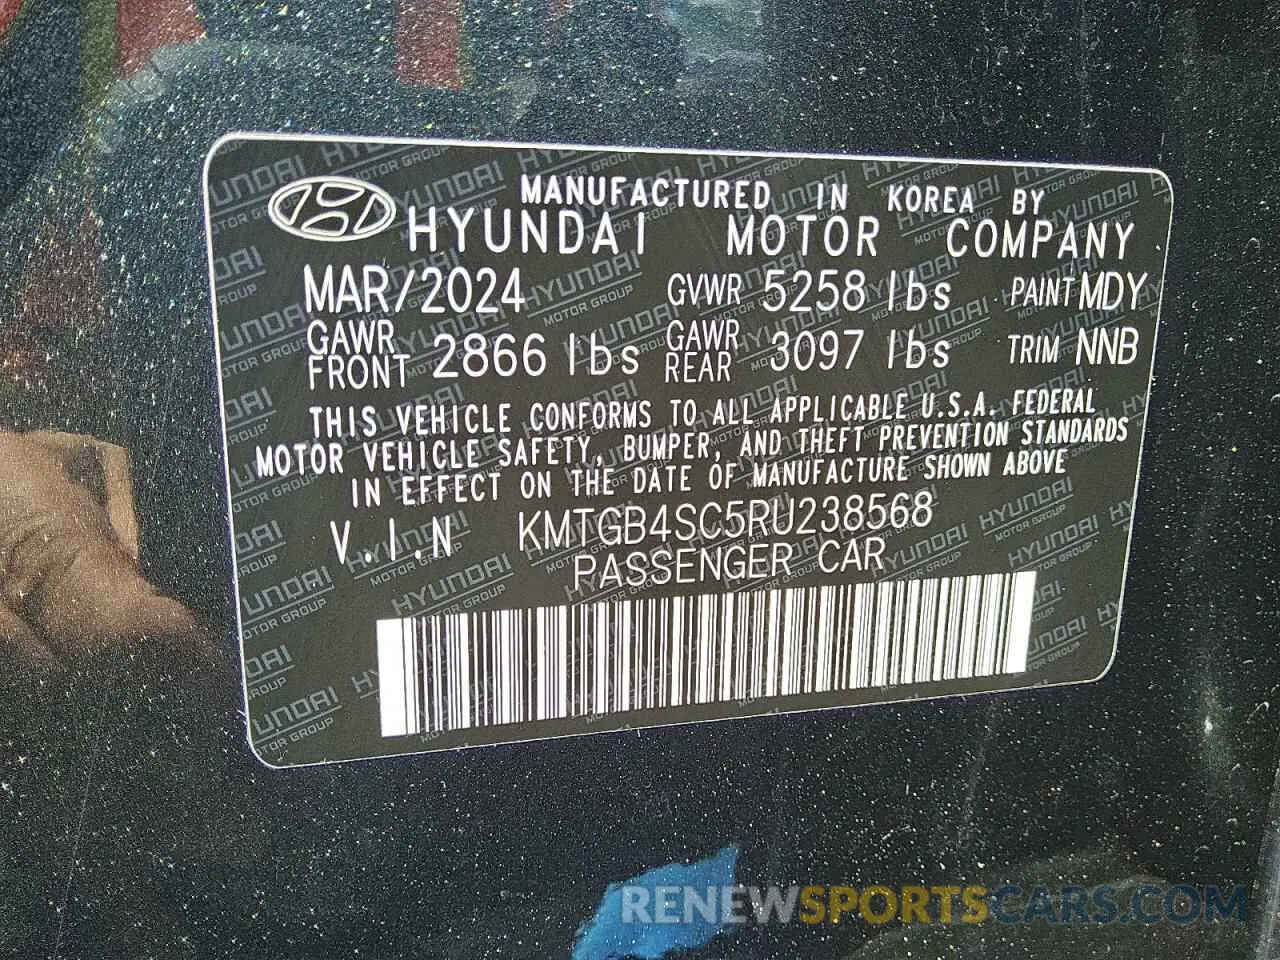 MANUFACTURED IN KOREA BY
HYUNDAI MOTOR COMPANY
MAR/2024 GVWR 5258 lbs PAINT MDY
GAWR FRONT 2866 lbs GAWR REAR 3097 lbs TRIM NNB
THIS VEHICLE CONFORMS TO ALL APPLICABLE U.S.A. FEDERAL
MOTOR VEHICLE SAFETY, BUMPER, AND THEFT PREVENTION STANDARDS
IN EFFECT ON THE DATE OF MANUFACTURE SHOWN ABOVE
V.I.N KMTGB4SC5RU238568
PASSENGER CAR
RENEWSPORTSCARS.COM